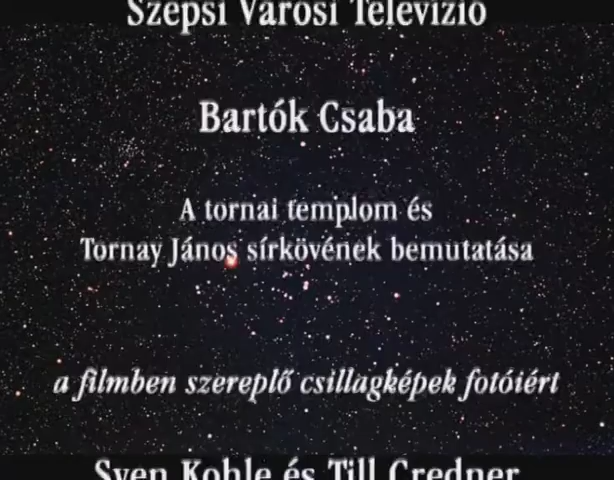 Szepsi Városi Televízió
Bartók Csaba
A tornai templom és
Tornay János sírkövének bemutatása
a filmben szereplő csillagképek fotóiért
Sven Kohle és Till Credner